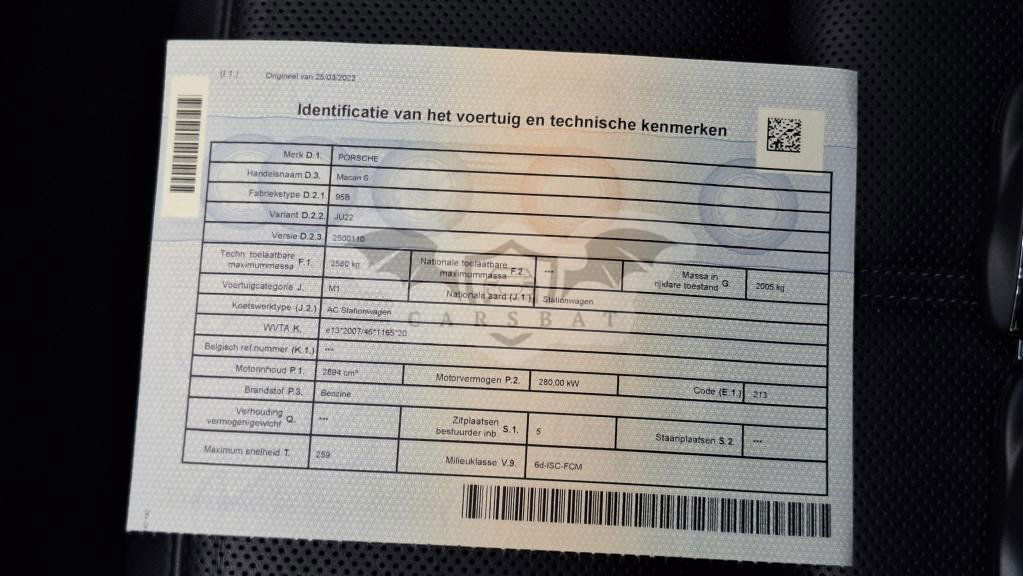 (I.1.) Origineel van 25/03/2022
Identificatie van het voertuig en technische kenmerken
Merk D.1. PORSCHE
Handelsnaam D.3. Macan S
Fabriekstype D.2.1. 95B
Variant D.2.2. JU22
Versie D.2.3. 2500110
Techn. toelaatbare maximummassa F.1. 2580 kg Nationale toelaatbare maximummassa F.2. --- Massa in rijklare toestand G. 2005 kg
Voertuigcategorie J. M1 Nationale aard (J.1.) Stationwagen
Koetswerktype (J.2.) AC Stationwagen
CARSBAT
WVTA K. e13*2007/46*1165*20
Belgisch ref.nummer (K.1.) ---
Motorinhoud P.1. 2894 cm³ Motorvermogen P.2. 280,00 kW Code (E.1.) 213
Brandstof P.3. Benzine
Verhouding vermogen/gewicht Q. --- Zitplaatsen bestuurder inb. S.1. 5 Staanplaatsen S.2. ---
Maximum snelheid T. 259 Milieuklasse V.9. 6d-ISC-FCM